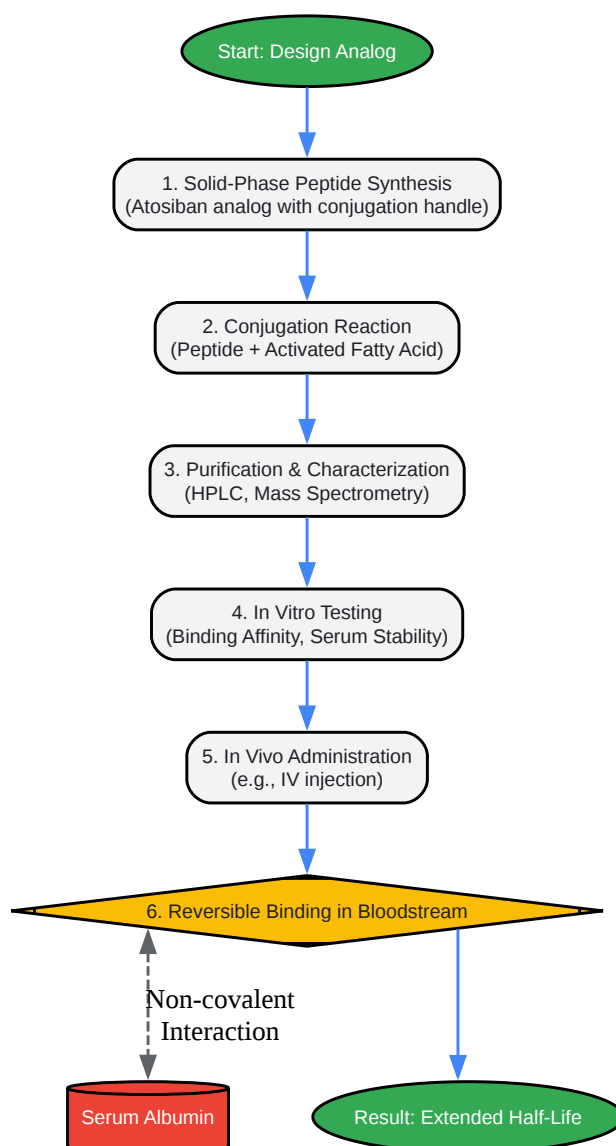 Start: Design Analog
1. Solid-Phase Peptide Synthesis
(Atosiban analog with conjugation handle)
2. Conjugation Reaction
(Peptide + Activated Fatty Acid)
3. Purification & Characterization
(HPLC, Mass Spectrometry)
4. In Vitro Testing
(Binding Affinity, Serum Stability)
5. In Vivo Administration
(e.g., IV injection)
6. Reversible Binding in Bloodstream
Non-covalent
Interaction
Serum Albumin
Result: Extended Half-Life